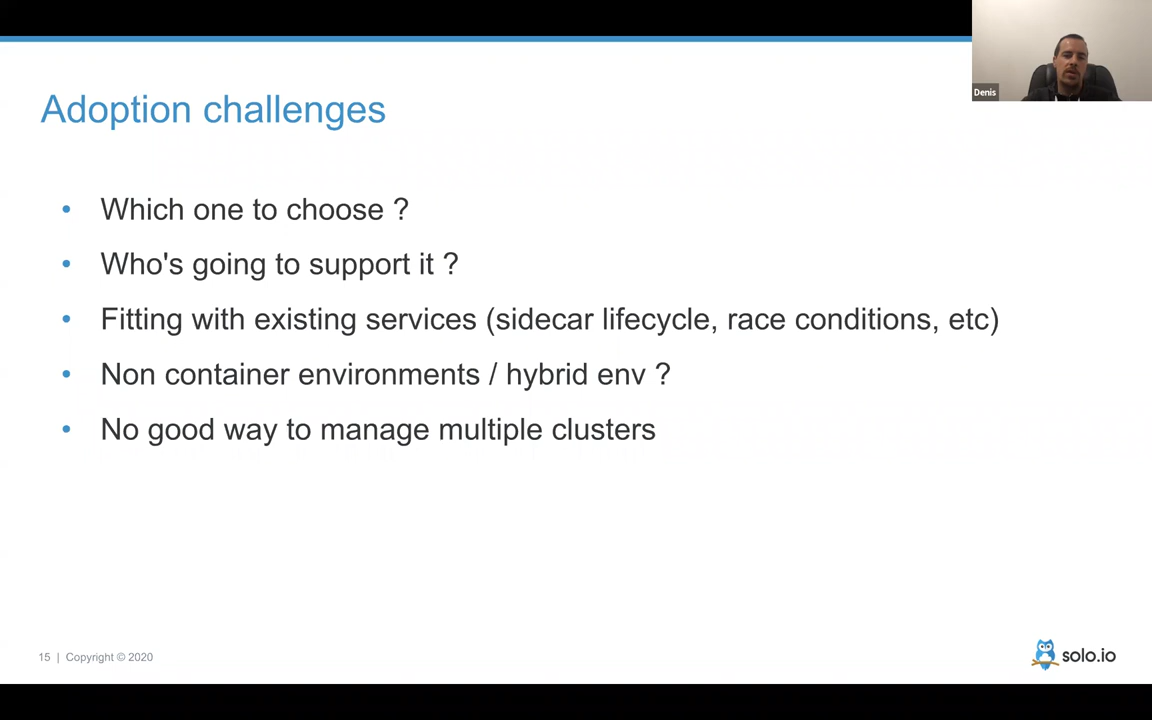 Denis
Adoption challenges
• Which one to choose ?
• Who's going to support it ?
• Fitting with existing services (sidecar lifecycle, race conditions, etc)
• Non container environments / hybrid env ?
• No good way to manage multiple clusters
15 | Copyright © 2020
solo.io